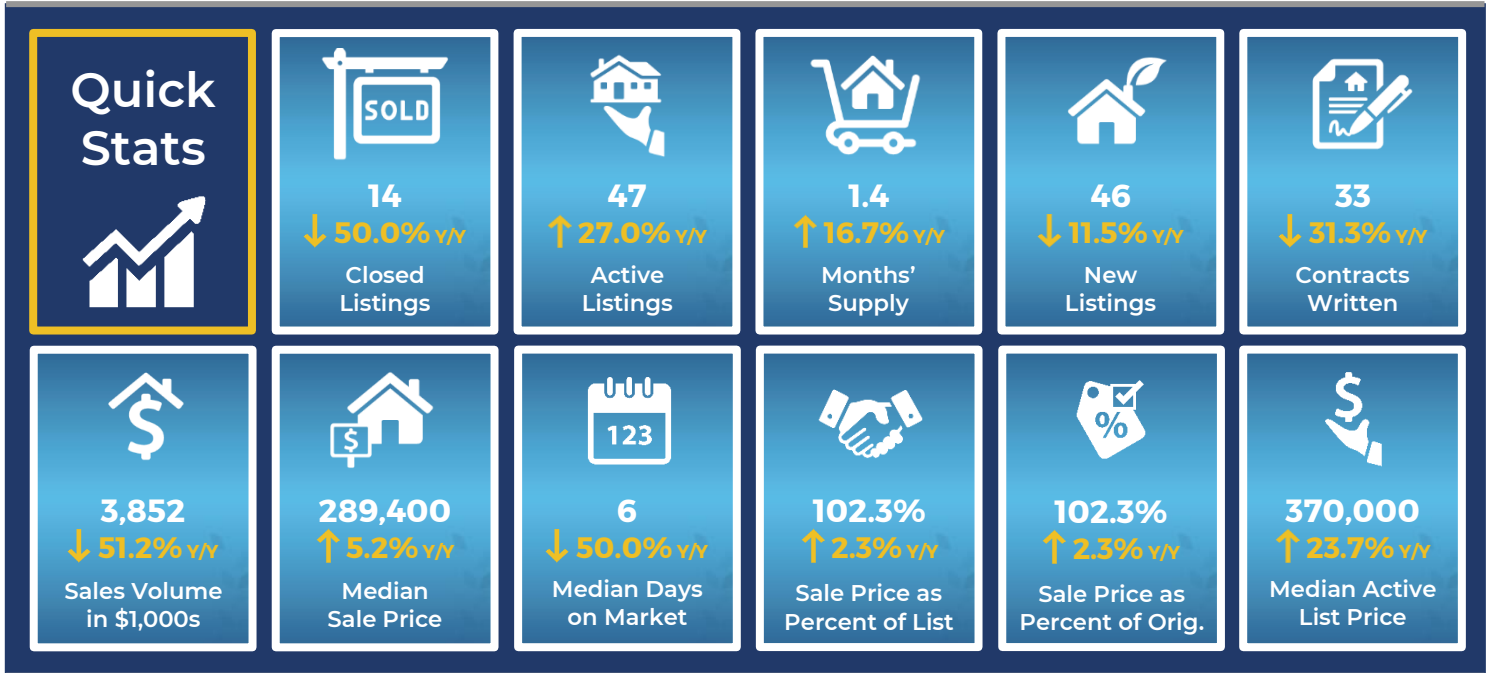 Quick
Stats
SOLD
14
↓ 50.0% Y/Y
Closed
Listings
47
↑ 27.0% Y/Y
Active
Listings
1.4
↑ 16.7% Y/Y
Months’
Supply
46
↓ 11.5% Y/Y
New
Listings
33
↓ 31.3% Y/Y
Contracts
Written
$
3,852
↓ 51.2% Y/Y
Sales Volume
in $1,000s
$
289,400
↑ 5.2% Y/Y
Median
Sale Price
123
6
↓ 50.0% Y/Y
Median Days
on Market
102.3%
↑ 2.3% Y/Y
Sale Price as
Percent of List
%
102.3%
↑ 2.3% Y/Y
Sale Price as
Percent of Orig.
$
370,000
↑ 23.7% Y/Y
Median Active
List Price